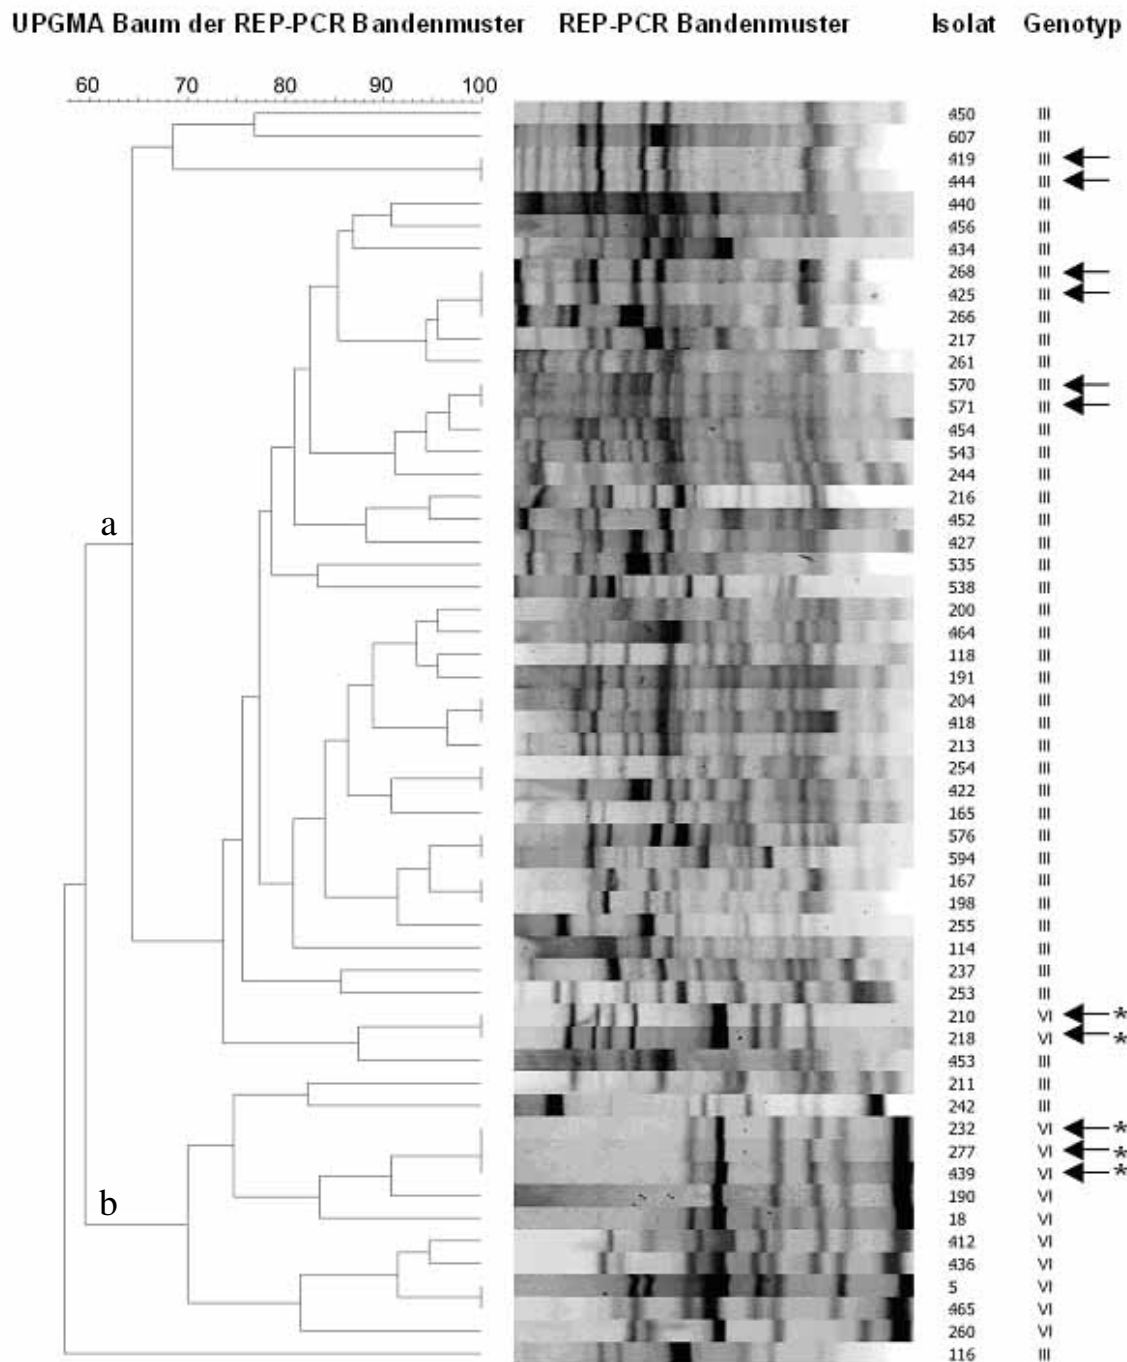 UPGMA Baum der REP-PCR Bandenmuster REP-PCR Bandenmuster Isolat Genotyp
60 70 80 90 100
450 III
607 III
419 III
444 III
440 III
456 III
434 III
268 III
425 III
266 III
217 III
261 III
570 III
571 III
454 III
543 III
244 III
216 III
a
452 III
427 III
535 III
538 III
200 III
464 III
118 III
191 III
204 III
418 III
213 III
254 III
422 III
165 III
576 III
594 III
167 III
198 III
255 III
114 III
237 III
253 III
210 VI *
218 VI *
453 III
211 III
242 III
232 VI *
277 VI *
439 VI *
190 VI
b
18 VI
412 VI
436 VI
5 VI
465 VI
260 VI
116 III